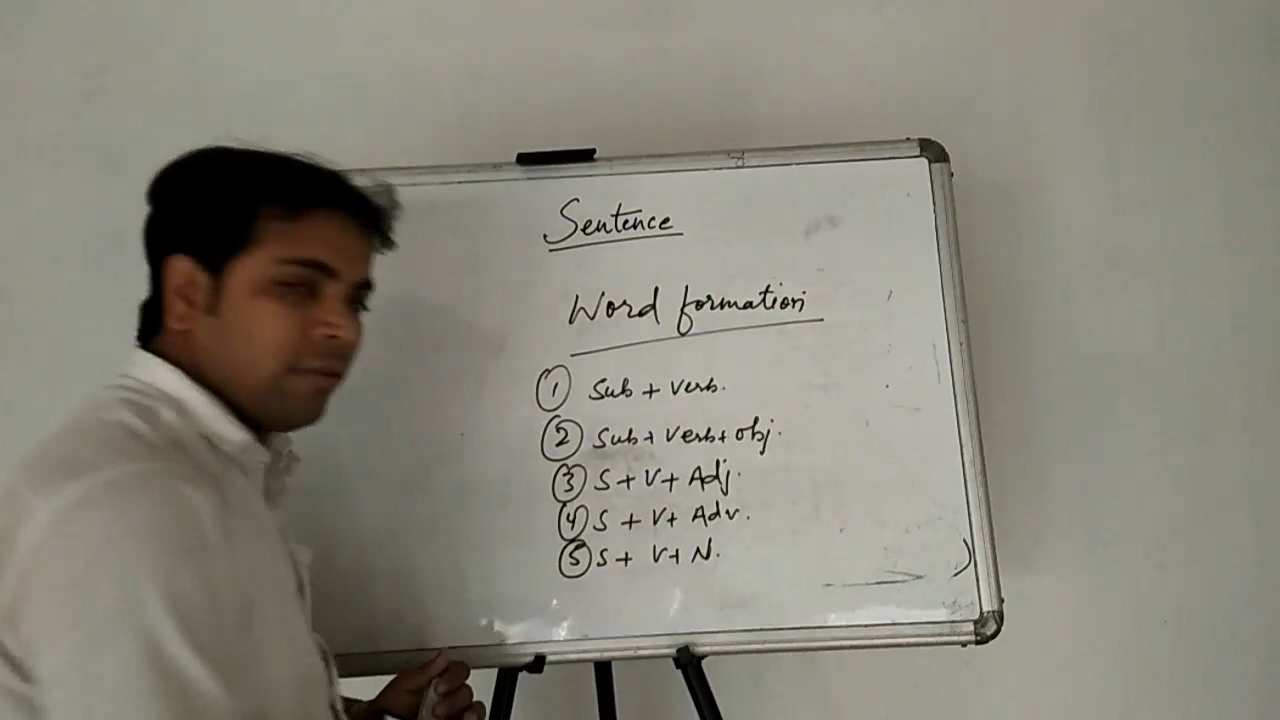 Sentence
Word formation
① Sub + Verb.
② Sub + Verb + Obj.
③ S + V + Adj.
④ S + V + Adv.
⑤ S + V + N.